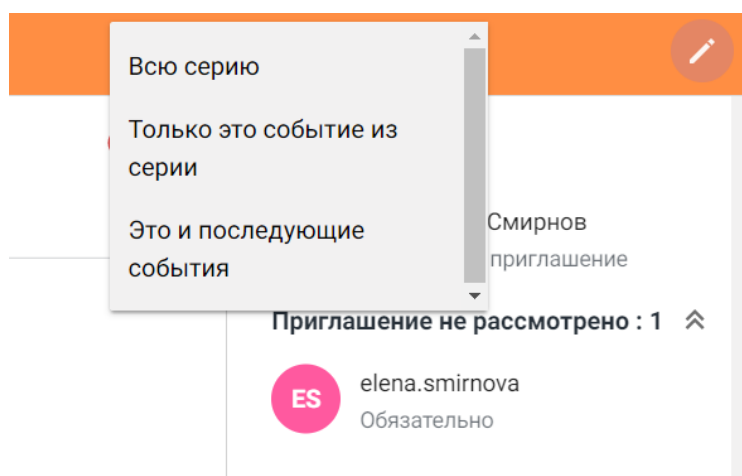 Всю серию
Только это событие из
серии
Это и последующие
события
Смирнов
приглашение
Приглашение не рассмотрено : 1
ES
elena.smirnova
Обязательно